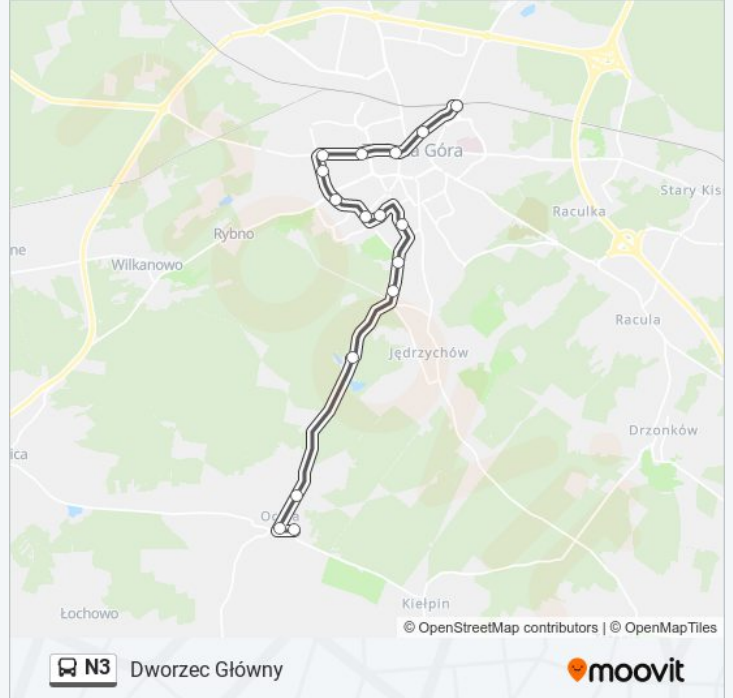 a Góra
Stary Kis
Raculka
ne
Rybno
Wilkanowo
Racula
Jędrzychów
Drzonków
ica
Oc a
Kiełpin
Łochowo
© OpenStreetMap contributors | © OpenMapTiles
N3 Dworzec Główny
moovit